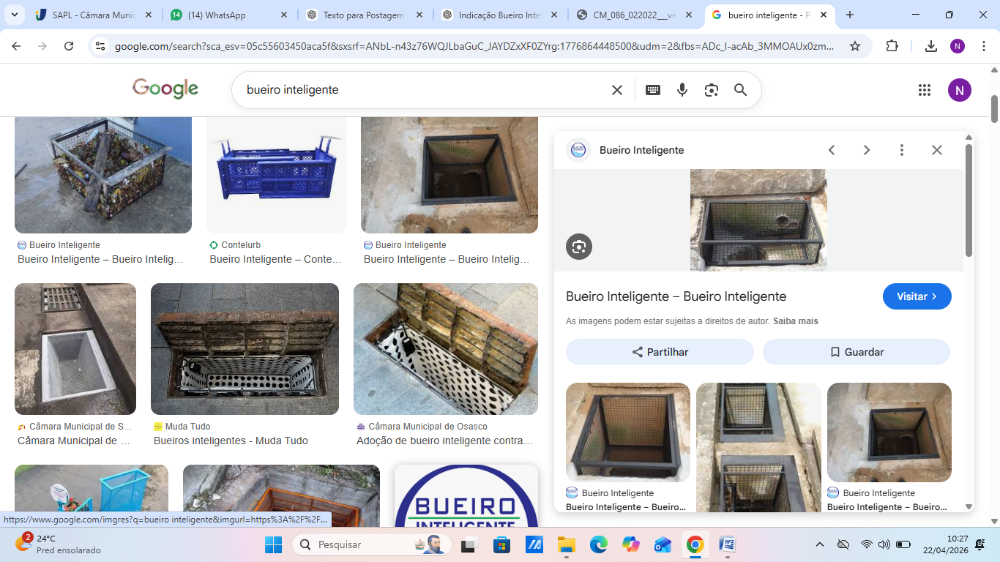 SAPL - Câmara Munic
(14) WhatsApp
Texto para Postagem
Indicação Bueiro Inte
CM_086_022022___ve
bueiro inteligente - P
google.com/search?sca_esv=05c55603450aca5f&sxsrf=ANbL-n43z76WQJLbaGuC_JAYDZxXF0ZYrg:1776864448500&udm=2&fbs=ADc_l-acAb_3MMOAUx0zm...
N
Google
bueiro inteligente
N
Bueiro Inteligente
Bueiro Inteligente – Bueiro Intelig...
Contelurb
Bueiro Inteligente – Conte...
Bueiro Inteligente
Bueiro Inteligente – Bueiro Intelig...
Câmara Municipal de S...
Câmara Municipal de ...
Muda Tudo
Bueiros inteligentes - Muda Tudo
Câmara Municipal de Osasco
Adoção de bueiro inteligente contra...
BUEIRO
INTELIGENTE
Bueiro Inteligente
Bueiro Inteligente – Bueiro Inteligente
Visitar
As imagens podem estar sujeitas a direitos de autor. Saiba mais
Partilhar
Guardar
Bueiro Inteligente
Bueiro Inteligente – Bueiro...
Bueiro Inteligente
Bueiro Inteligente – Bueiro...
https://www.google.com/imgres?q=bueiro inteligente&imgurl=https%3A%2F%2F...
2
24°C
Pred ensolarado
Pesquisar
10:27
22/04/2026